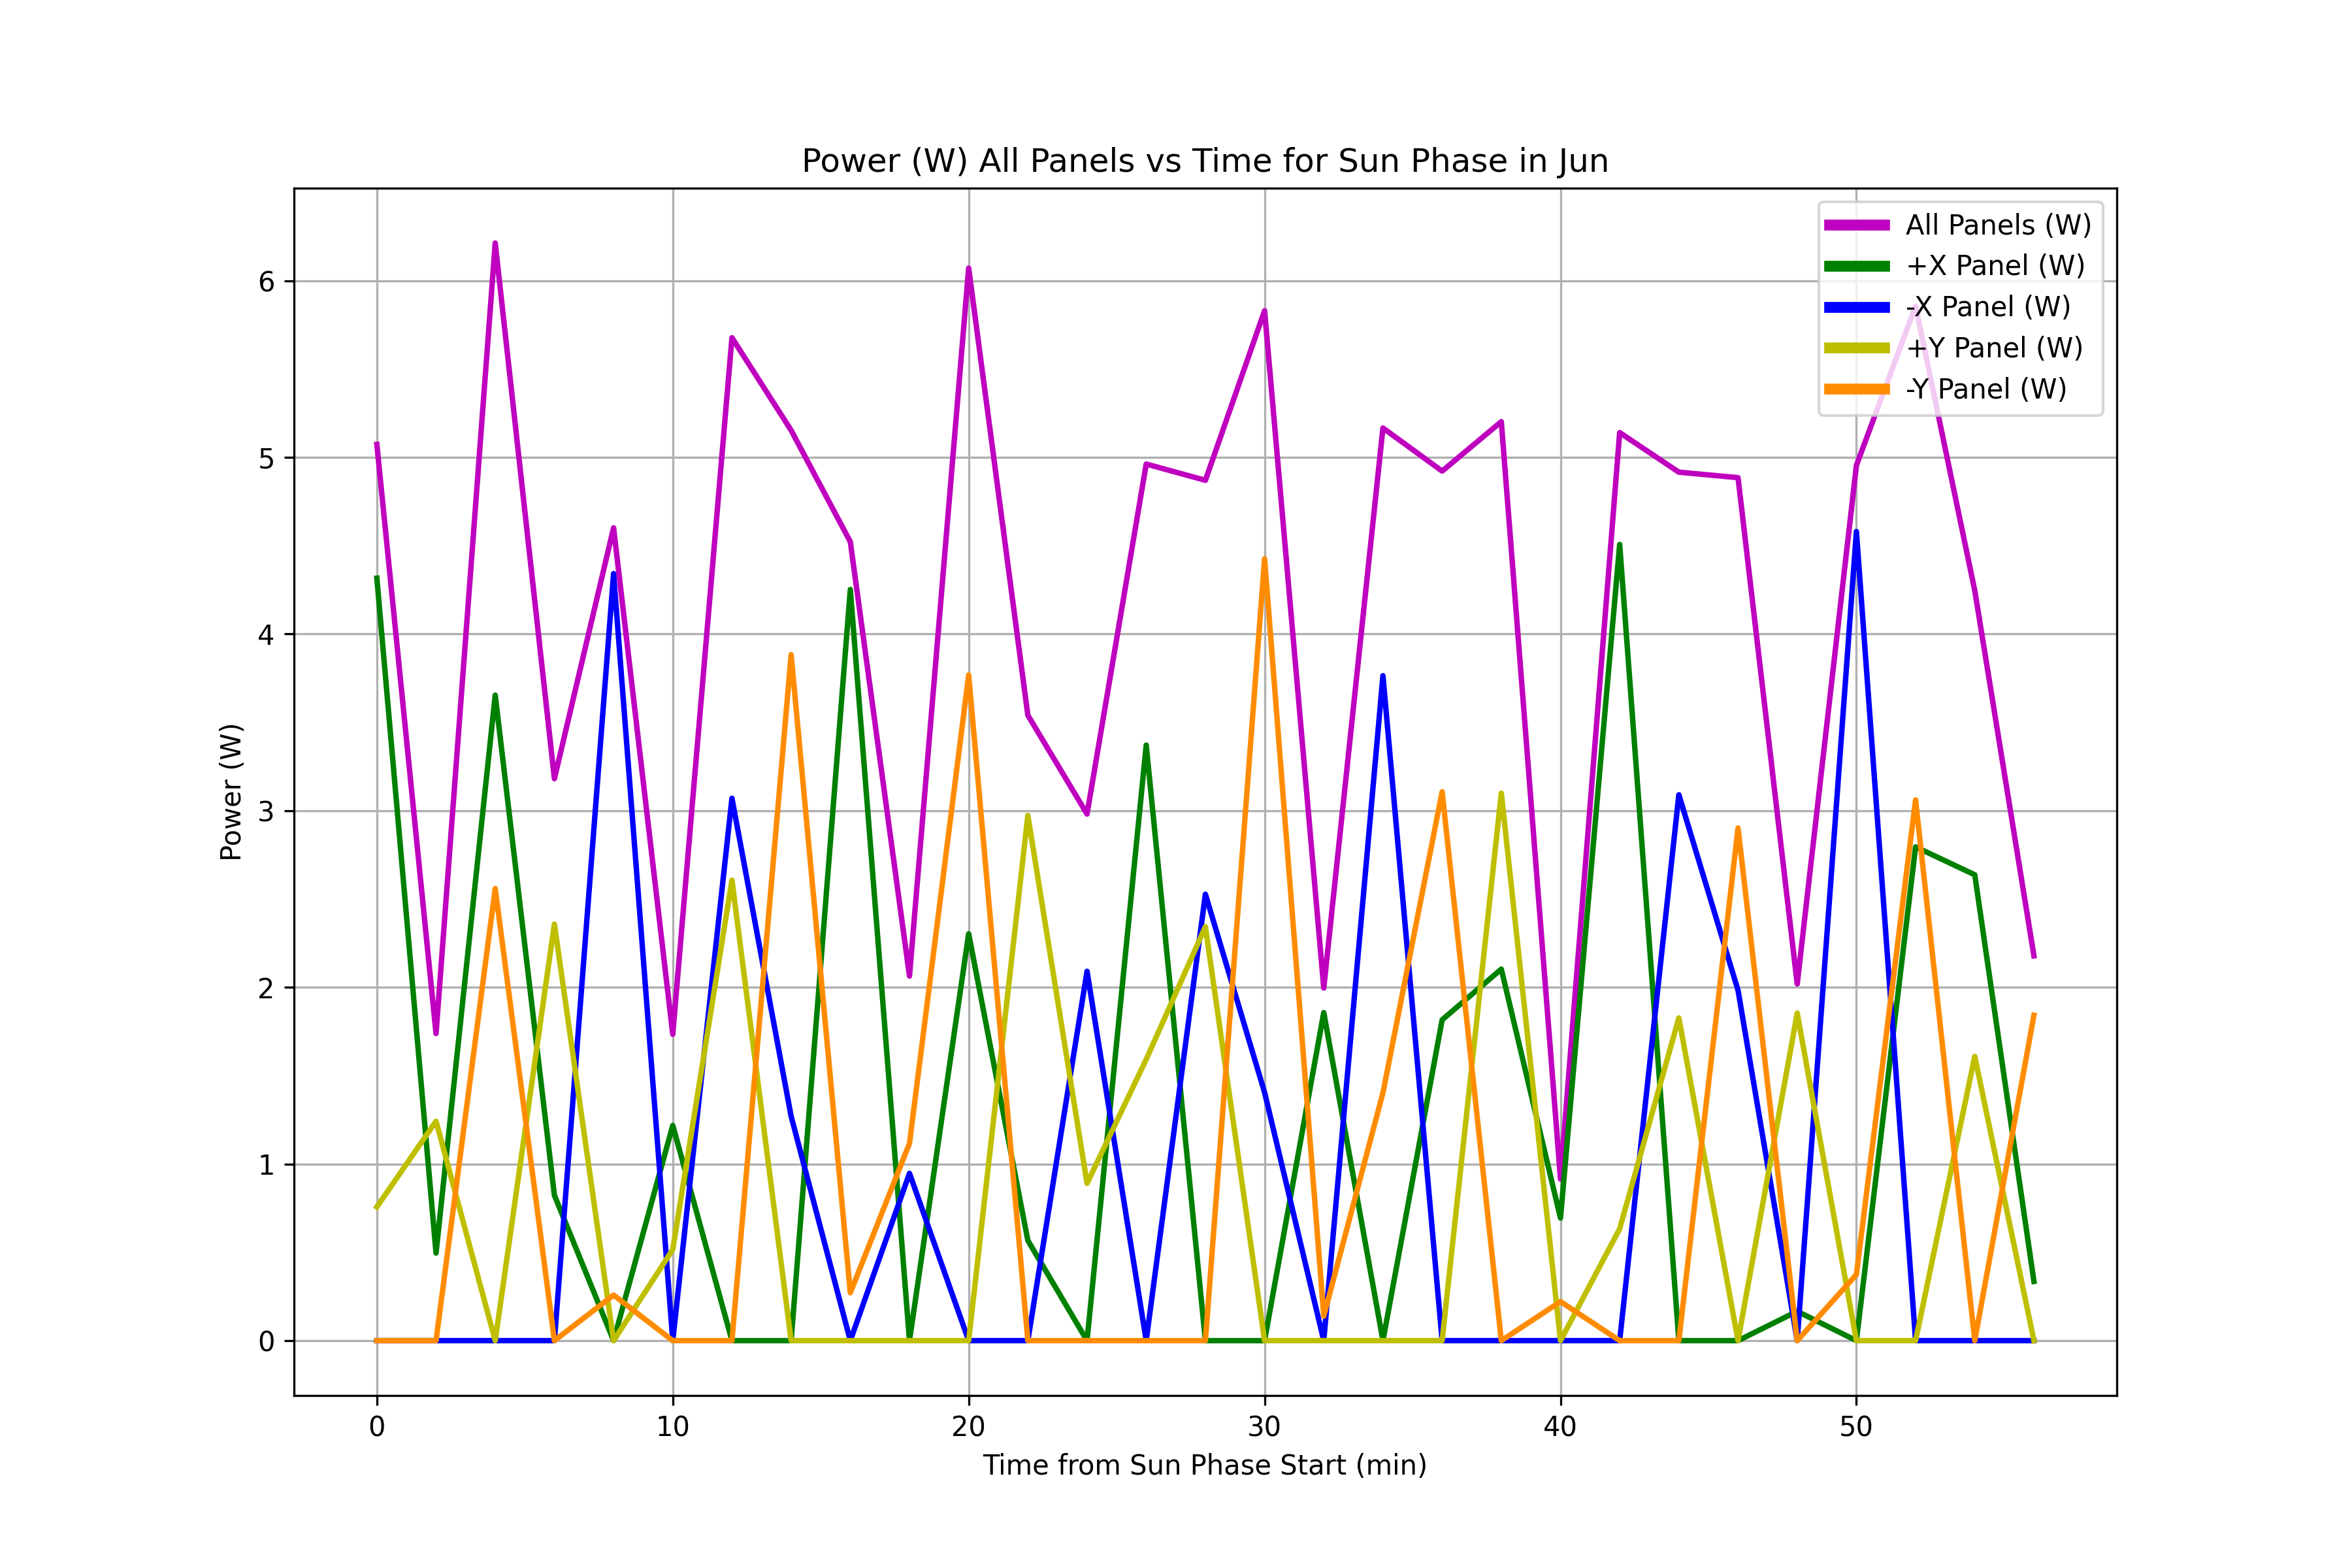 Power (W) All Panels vs Time for Sun Phase in Jun
All Panels (W)
+X Panel (W)
-X Panel (W)
+Y Panel (W)
-Y Panel (W)
6
5
4
3
2
1
0
Power (W)
0 10 20 30 40 50
Time from Sun Phase Start (min)